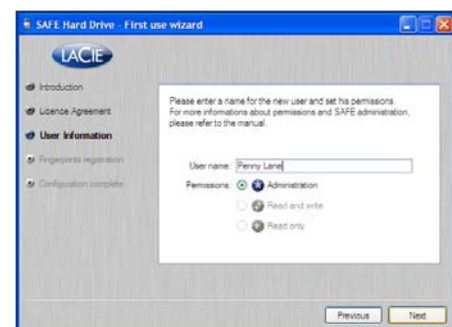 SAFE Hard Drive - First use wizard
LACIE
Introduction
Licence Agreement
User Information
Fingerprints registration
Configuration complete
Please enter a name for the new user and set his permissions.
For more informations about permissions and SAFE administration,
please refer to the manual.
User name: Penny Lane
Permissions: Administration
Read and write
Read only
Previous Next